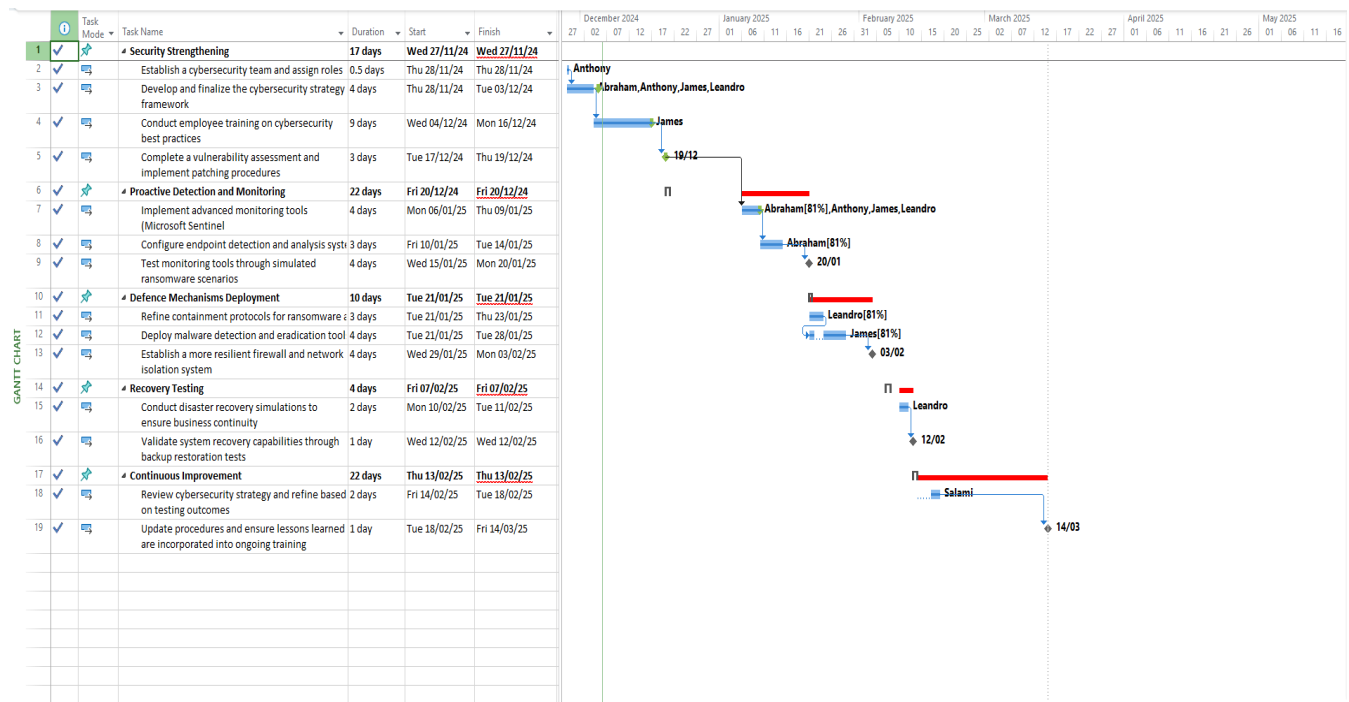 December 2024 January 2025 February 2025 March 2025 April 2025 May 2025
Task Mode Task Name Duration Start Finish 27 02 07 12 17 22 27 01 06 11 16 21 26 31 05 10 15 20 25 02 07 12 17 22 27 01 06 11 16 21 26 01 06 11 16
1 Security Strengthening 17 days Wed 27/11/24 Wed 27/11/24
2 Establish a cybersecurity team and assign roles 0.5 days Thu 28/11/24 Thu 28/11/24 Anthony
3 Develop and finalize the cybersecurity strategy 4 days Thu 28/11/24 Tue 03/12/24 Abraham,Anthony,James,Leandro
framework
4 Conduct employee training on cybersecurity 9 days Wed 04/12/24 Mon 16/12/24 James
best practices
5 Complete a vulnerability assessment and 3 days Tue 17/12/24 Thu 19/12/24 19/12
implement patching procedures
6 Proactive Detection and Monitoring 22 days Fri 20/12/24 Fri 20/12/24
7 Implement advanced monitoring tools 4 days Mon 06/01/25 Thu 09/01/25 Abraham[81%],Anthony,James,Leandro
(Microsoft Sentinel
8 Configure endpoint detection and analysis syste 3 days Fri 10/01/25 Tue 14/01/25 Abraham[81%]
9 Test monitoring tools through simulated 4 days Wed 15/01/25 Mon 20/01/25 20/01
ransomware scenarios
10 Defence Mechanisms Deployment 10 days Tue 21/01/25 Tue 21/01/25
11 Refine containment protocols for ransomware a 3 days Tue 21/01/25 Thu 23/01/25 Leandro[81%]
12 Deploy malware detection and eradication tool 4 days Tue 21/01/25 Tue 28/01/25 James[81%]
13 Establish a more resilient firewall and network 4 days Wed 29/01/25 Mon 03/02/25 03/02
isolation system
14 Recovery Testing 4 days Fri 07/02/25 Fri 07/02/25
15 Conduct disaster recovery simulations to 2 days Mon 10/02/25 Tue 11/02/25 Leandro
ensure business continuity
16 Validate system recovery capabilities through 1 day Wed 12/02/25 Wed 12/02/25 12/02
backup restoration tests
17 Continuous Improvement 22 days Thu 13/02/25 Thu 13/02/25
18 Review cybersecurity strategy and refine based 2 days Fri 14/02/25 Tue 18/02/25 Salami
on testing outcomes
19 Update procedures and ensure lessons learned 1 day Tue 18/02/25 Fri 14/03/25 14/03
are incorporated into ongoing training
GANTT CHART